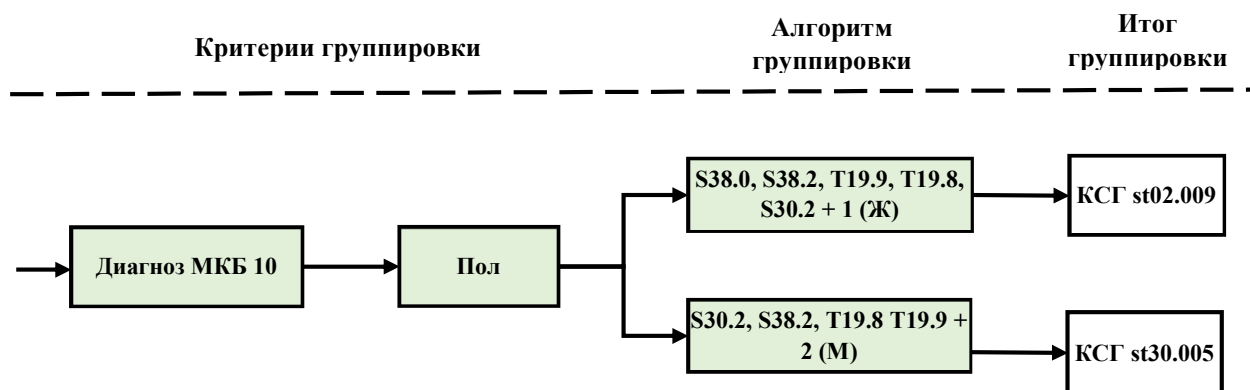 Критерии группировки
Алгоритм
группировки
Итог
группировки
S38.0, S38.2, T19.9, T19.8,
S30.2 + 1 (Ж)
КСГ st02.009
Диагноз МКБ 10
Пол
S30.2, S38.2, T19.8 T19.9 +
2 (М)
КСГ st30.005